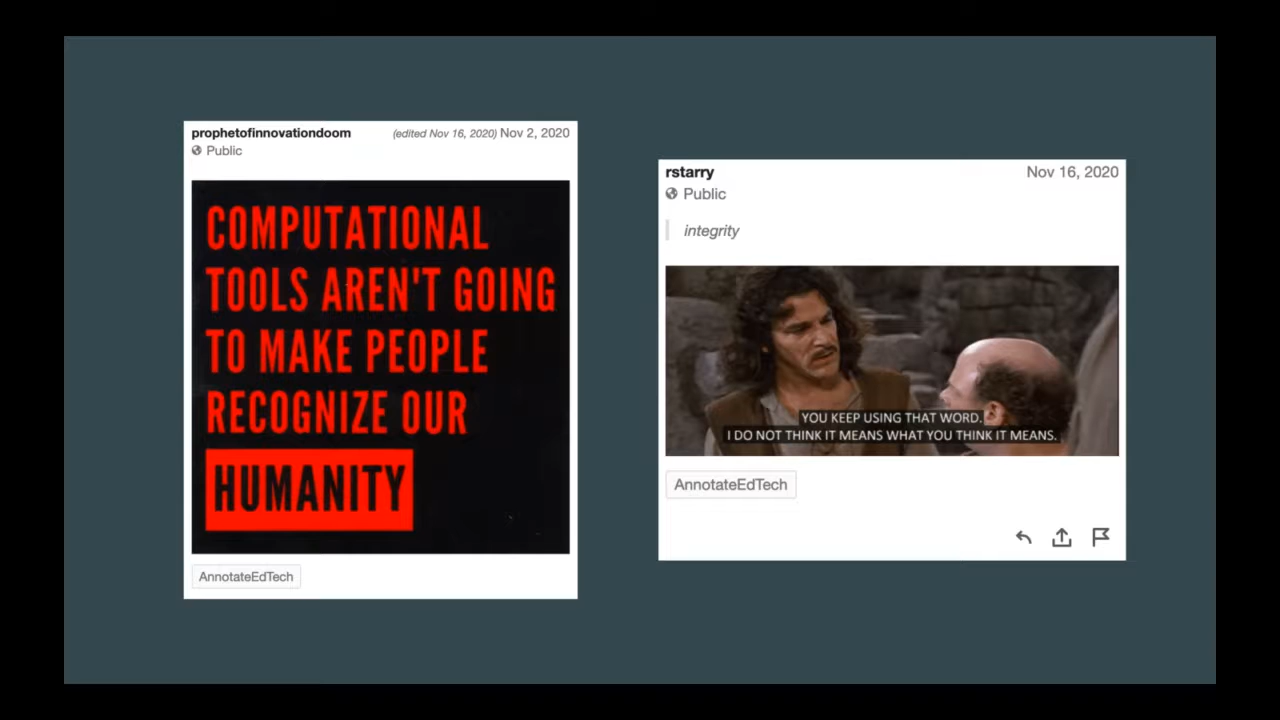 prophetofinnovationdoom
(edited Nov 16, 2020) Nov 2, 2020
Public
COMPUTATIONAL
TOOLS AREN'T GOING
TO MAKE PEOPLE
RECOGNIZE OUR
HUMANITY
AnnotateEdTech
rstarry
Nov 16, 2020
Public
integrity
YOU KEEP USING THAT WORD.
I DO NOT THINK IT MEANS WHAT YOU THINK IT MEANS.
AnnotateEdTech